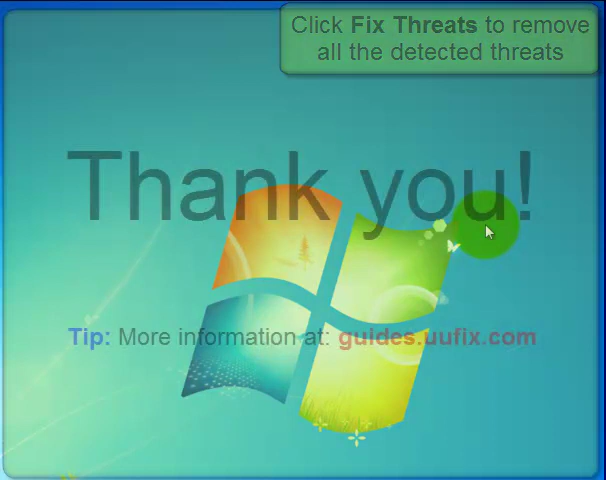 Click Fix Threats to remove
all the detected threats
Thank you!
Tip: More information at: guides.uufix.com